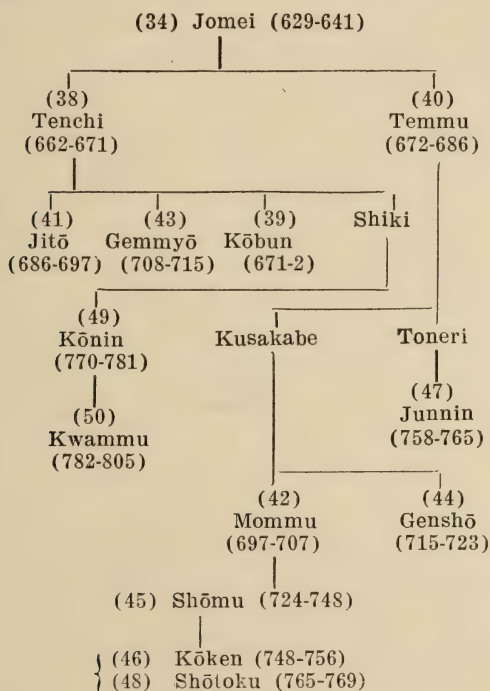 (34) Jomei (629-641)
(38) (40)
Tenchi Temmu
(662-671) (672-686)
(41) (43) (39) Shiki
Jitō Gemmyō Kōbun
(686-697) (708-715) (671-2)
(49)
Kōnin Kusakabe Toneri
(770-781)
(47)
(50) Junnin
Kwammu (758-765)
(782-805)
(42) (44)
Mommu Genshō
(697-707) (715-723)
(45) Shōmu (724-748)
(46) Kōken (748-756)
(48) Shōtoku (765-769)